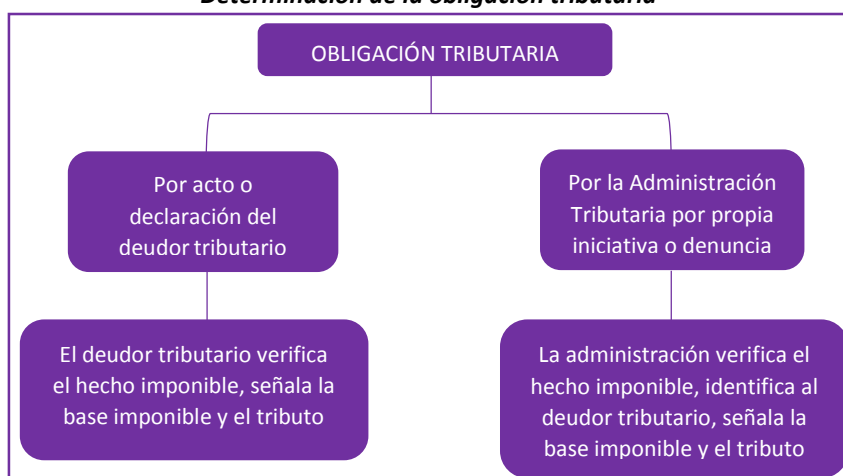 Determinación de la obligación tributaria
OBLIGACIÓN TRIBUTARIA
Por acto o
declaración del
deudor tributario
Por la Administración
Tributaria por propia
iniciativa o denuncia
El deudor tributario verifica
el hecho imponible, señala la
base imponible y el tributo
La administración verifica el
hecho imponible, identifica al
deudor tributario, señala la
base imponible y el tributo